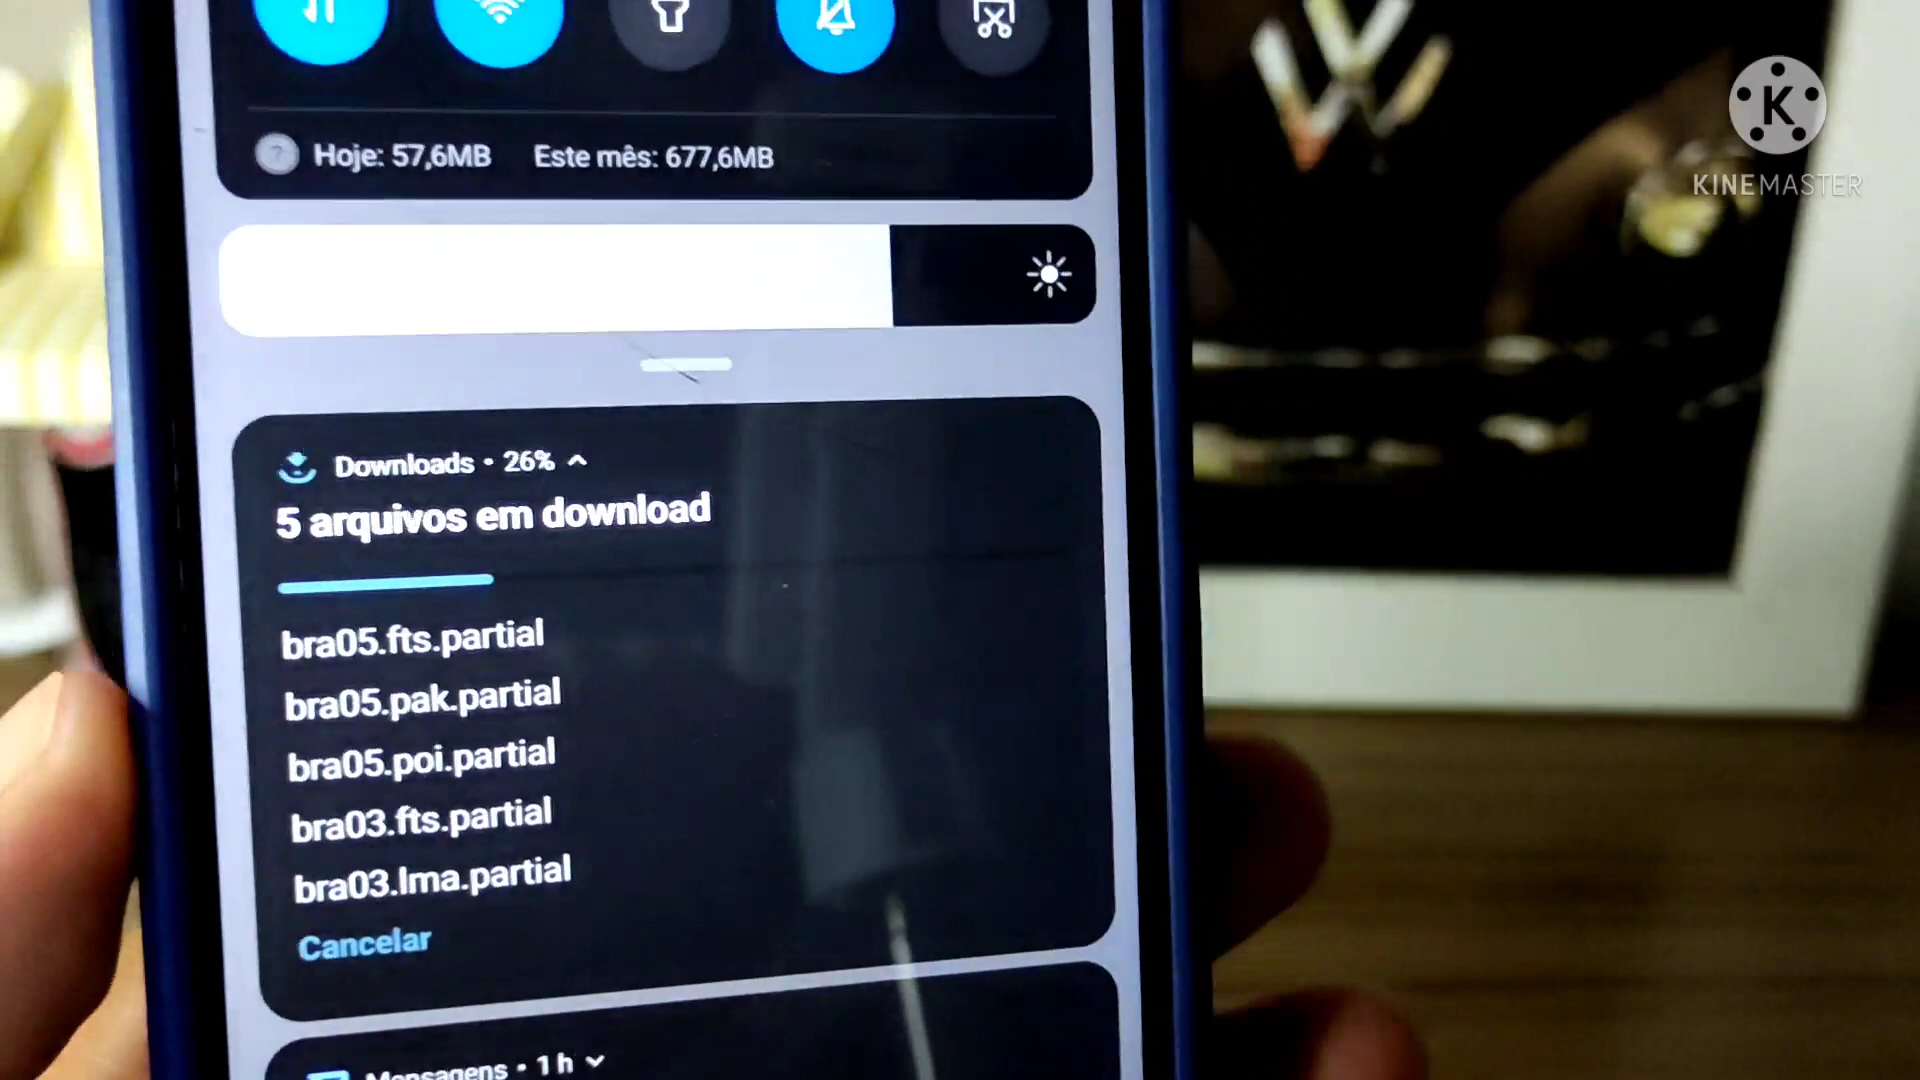 Hoje: 57,6MB Este mês: 677,6MB
K
KINEMASTER
Downloads • 26%
5 arquivos em download
bra05.fts.partial
bra05.pak.partial
bra05.poi.partial
bra03.fts.partial
bra03.lma.partial
Cancelar
Mensagens • 1 h